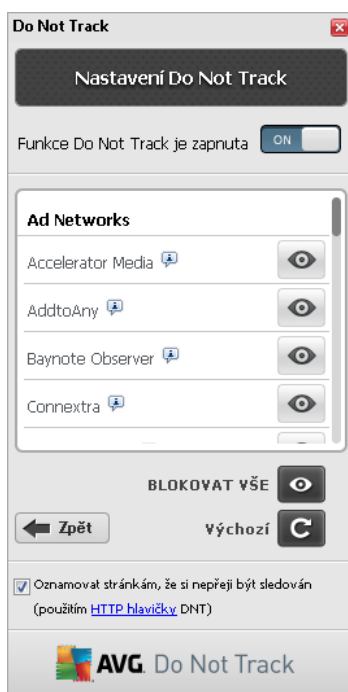 Do Not Track
Nastavení Do Not Track
Funkce Do Not Track je zapnuta ON
Ad Networks
Accelerator Media
AddtoAny
Baynote Observer
Connextra
BLOKOVAT VŠE
Zpět
Výchozí
Oznamovat stránkám, že si nepřeji být sledován
(použitím HTTP hlavičky DNT)
AVG. Do Not Track